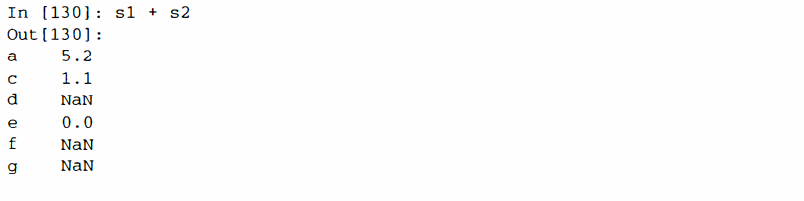 In [130]: s1 + s2
Out[130]:
a    5.2
c    1.1
d    NaN
e    0.0
f    NaN
g    NaN